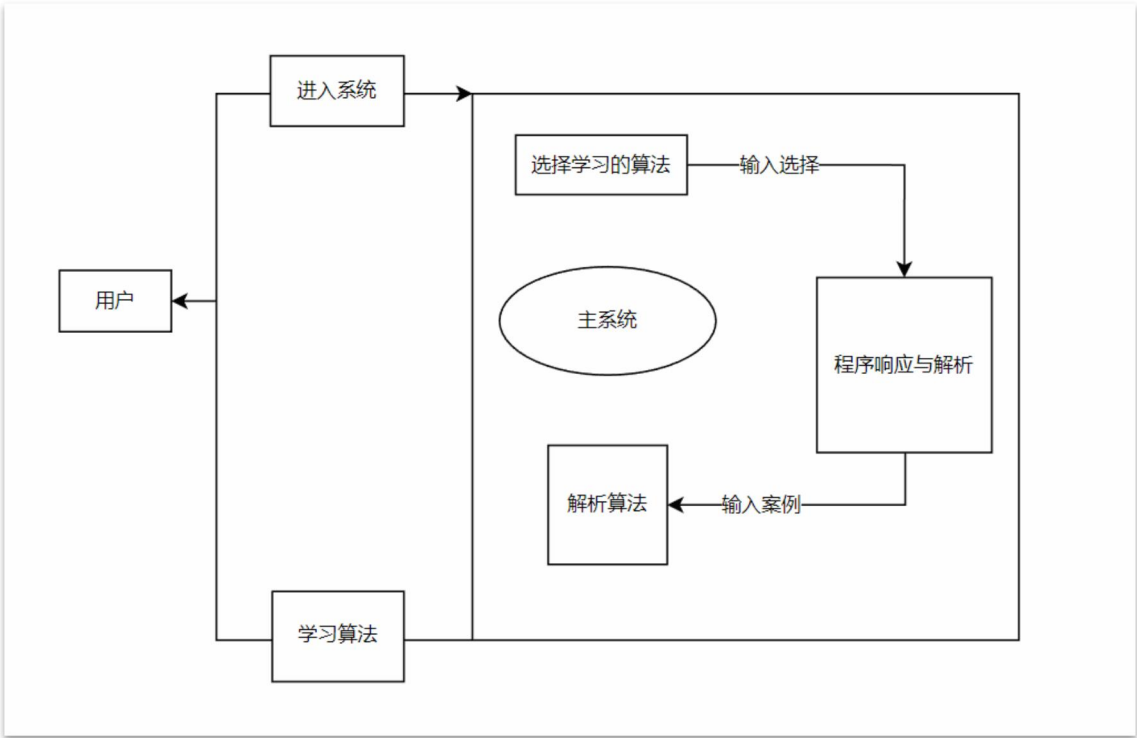 进入系统
选择学习的算法
输入选择
用户
主系统
程序响应与解析
解析算法
输入案例
学习算法